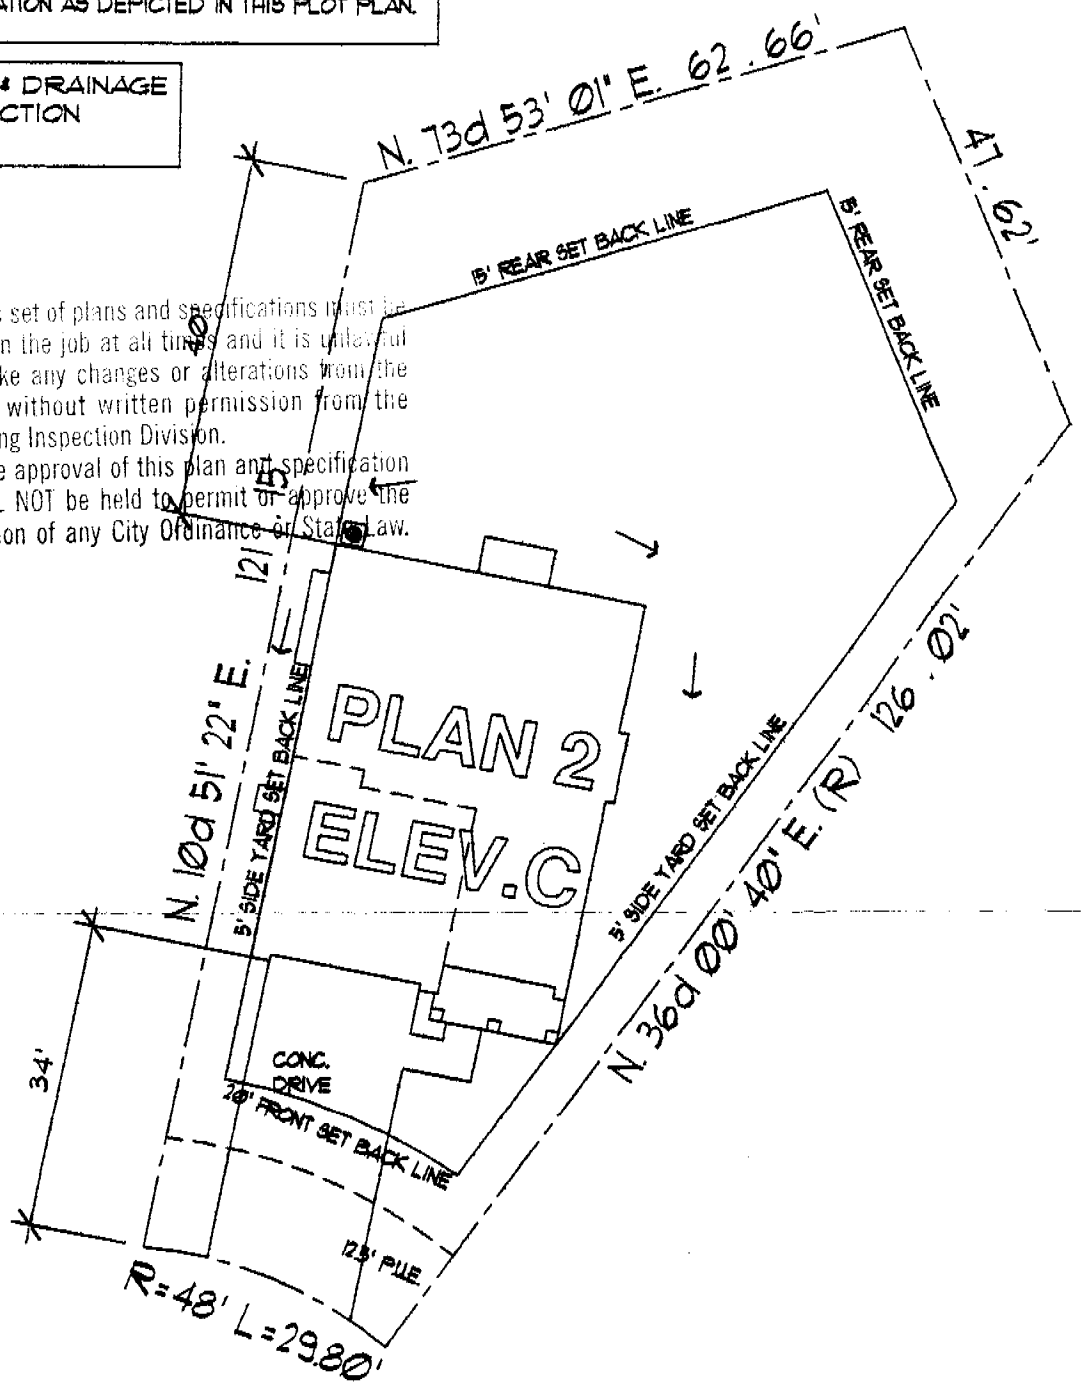 ATION AS DEPICTED IN THIS PLOT PLAN.
& DRAINAGE
CTION
N. 73d 53' 01" E. 62.66'
47.62'
15' REAR SET BACK LINE
15' REAR SET BACK LINE
set of plans and specifications must be
n the job at all times and it is unlawful
ke any changes or alterations from the
without written permission from the
ng Inspection Division.
e approval of this plan and specification
NOT be held to permit or approve the
on of any City Ordinance or State Law.
40
N. 10d 51' 22" E. 121.15'
PLAN 2
ELEV. C
5' SIDE YARD SET BACK LINE
5' SIDE YARD SET BACK LINE
N. 36d 00' 40" E. (R) 126.02'
34'
CONC.
DRIVE
20' FRONT SET BACK LINE
12.5' P.U.E.
R=48' L=29.80'